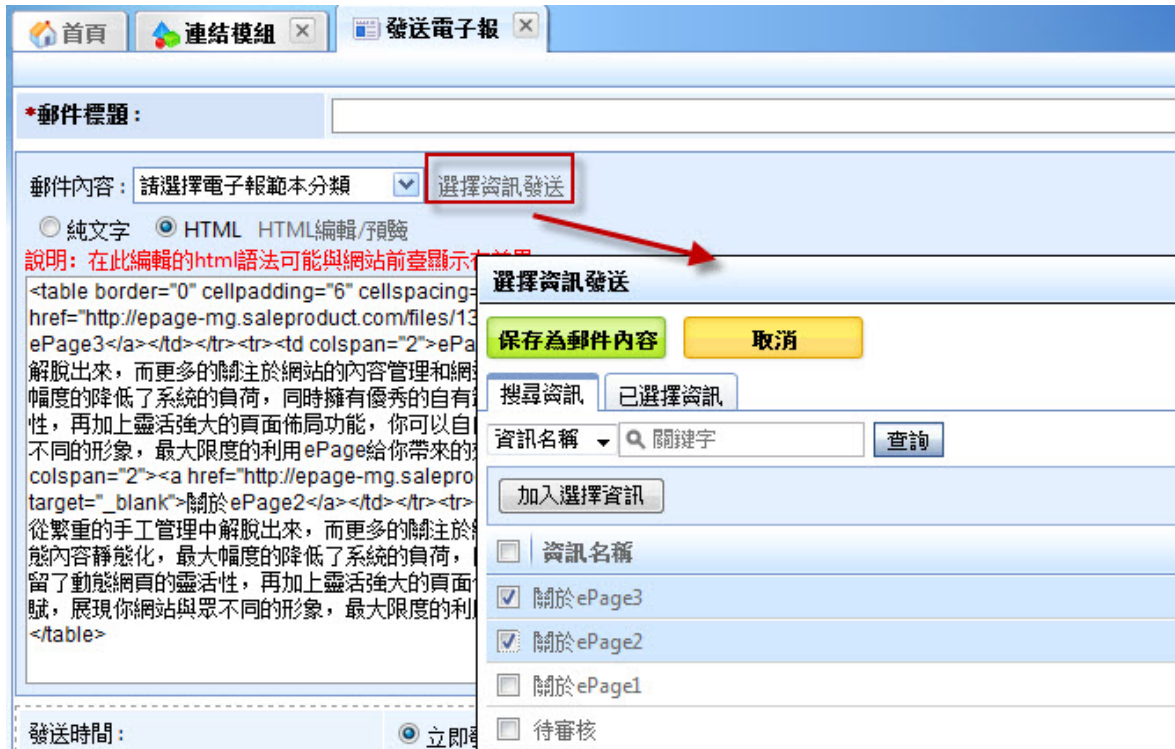 首頁 連結模組 發送電子報
*郵件標題：
郵件內容：請選擇電子報範本分類 選擇資訊發送
純文字 HTML HTML編輯/預覽
說明：在此編輯的html語法可能與網站前臺顯示
<table border="0" cellpadding="6" cellspacing=
href="http://epage-mg.saleproduct.com/files/13
ePage3</a></td></tr><tr><td colspan="2">ePa
解脫出來，而更多的關注於網站的內容管理和網
幅度的降低了系統的負荷，同時擁有優秀的自有
性，再加上靈活強大的頁面佈局功能，你可以自
不同的形象，最大限度的利用ePage給你帶來的
colspan="2"><a href="http://epage-mg.salepro
target="_blank">關於ePage2</a></td></tr><tr>
從繁重的手工管理中解脫出來，而更多的關注於
態內容靜態化，最大幅度的降低了系統的負荷，
留了動態網頁的靈活性，再加上靈活強大的頁面
賦，展現你網站與眾不同的形象，最大限度的利
</table>
發送時間： 立即
選擇資訊發送
保存為郵件內容 取消
搜尋資訊 已選擇資訊
資訊名稱 關鍵字 查詢
加入選擇資訊
資訊名稱
關於ePage3
關於ePage2
關於ePage1
待審核